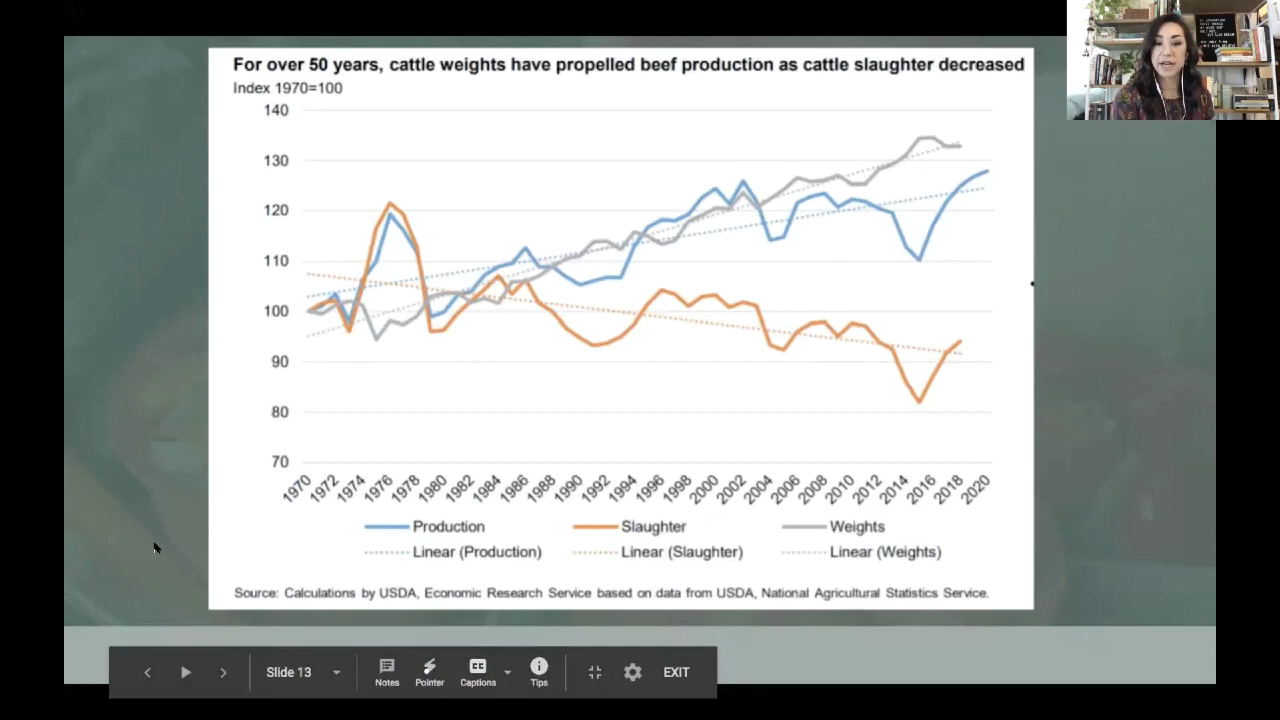 For over 50 years, cattle weights have propelled beef production as cattle slaughter decreased
Index 1970=100
140
130
120
110
100
90
80
70
1970 1972 1974 1976 1978 1980 1982 1984 1986 1988 1990 1992 1994 1996 1998 2000 2002 2004 2006 2008 2010 2012 2014 2016 2018 2020
Production Slaughter Weights
Linear (Production) Linear (Slaughter) Linear (Weights)
Source: Calculations by USDA, Economic Research Service based on data from USDA, National Agricultural Statistics Service.
Slide 13 Notes Pointer CC Captions Tips EXIT